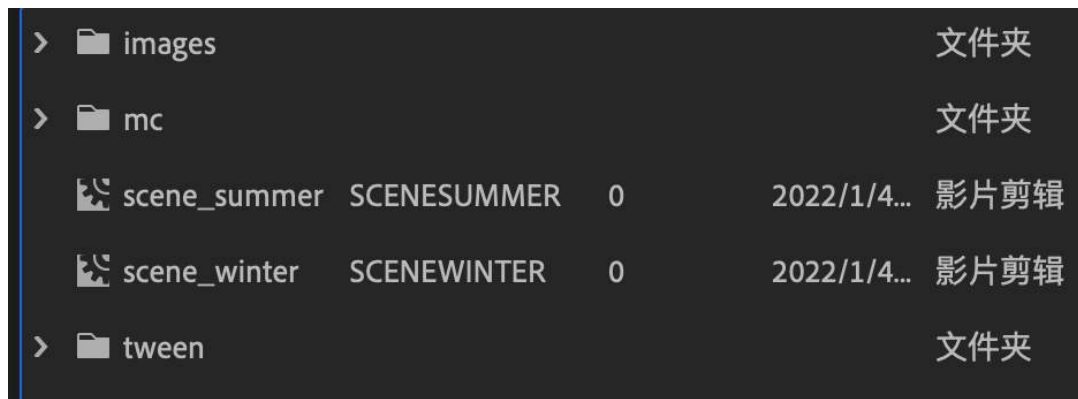 images 文件夹
mc 文件夹
scene_summer SCENESUMMER 0 2022/1/4... 影片剪辑
scene_winter SCENEWINTER 0 2022/1/4... 影片剪辑
tween 文件夹